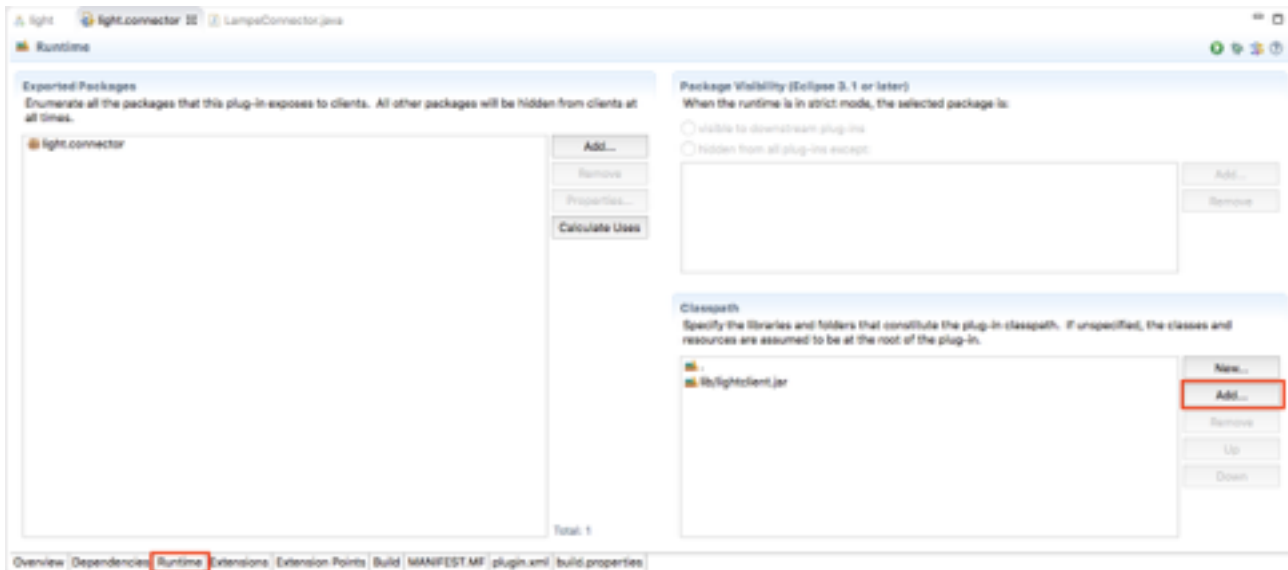 light light.connector LampeConnector.java
Runtime
Exported Packages
Enumerate all the packages that this plug-in exposes to clients. All other packages will be hidden from clients at
all times.
light.connector
Add...
Remove
Properties...
Calculate Uses
Total: 1
Package Visibility (Eclipse 3.1 or later)
When the runtime is in strict mode, the selected package is:
visible to downstream plug-ins
hidden from all plug-ins except:
Add...
Remove
Classpath
Specify the libraries and folders that constitute the plug-in classpath. If unspecified, the classes and
resources are assumed to be at the root of the plug-in.
.
lib/lightclient.jar
New...
Add...
Remove
Up
Down
Overview Dependencies Runtime Extensions Extension Points Build MANIFEST.MF plugin.xml build.properties